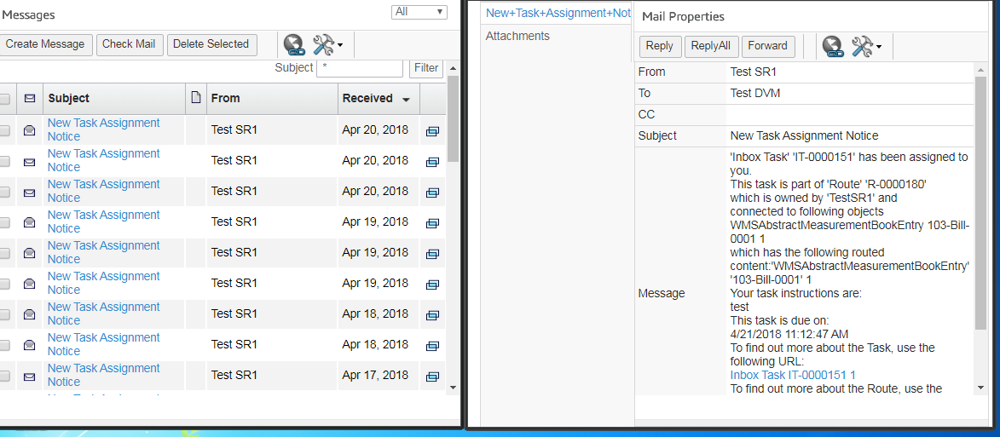 Messages
All
Create Message Check Mail Delete Selected
Subject * Filter
Subject From Received
New Task Assignment Notice Test SR1 Apr 20, 2018
New Task Assignment Notice Test SR1 Apr 20, 2018
New Task Assignment Notice Test SR1 Apr 20, 2018
New Task Assignment Notice Test SR1 Apr 19, 2018
New Task Assignment Notice Test SR1 Apr 19, 2018
New Task Assignment Notice Test SR1 Apr 19, 2018
New Task Assignment Notice Test SR1 Apr 18, 2018
New Task Assignment Notice Test SR1 Apr 18, 2018
New Task Assignment Notice Test SR1 Apr 17, 2018
New+Task+Assignment+Not
Attachments
Mail Properties
Reply ReplyAll Forward
From Test SR1
To Test DVM
CC
Subject New Task Assignment Notice
Message
'Inbox Task' 'IT-0000151' has been assigned to
you.
This task is part of 'Route' 'R-0000180'
which is owned by 'TestSR1' and
connected to following objects
WMSAbstractMeasurementBookEntry 103-Bill-
0001 1
which has the following routed
content:'WMSAbstractMeasurementBookEntry'
'103-Bill-0001' 1
Your task instructions are:
test
This task is due on:
4/21/2018 11:12:47 AM
To find out more about the Task, use the
following URL:
Inbox Task IT-0000151 1
To find out more about the Route, use the